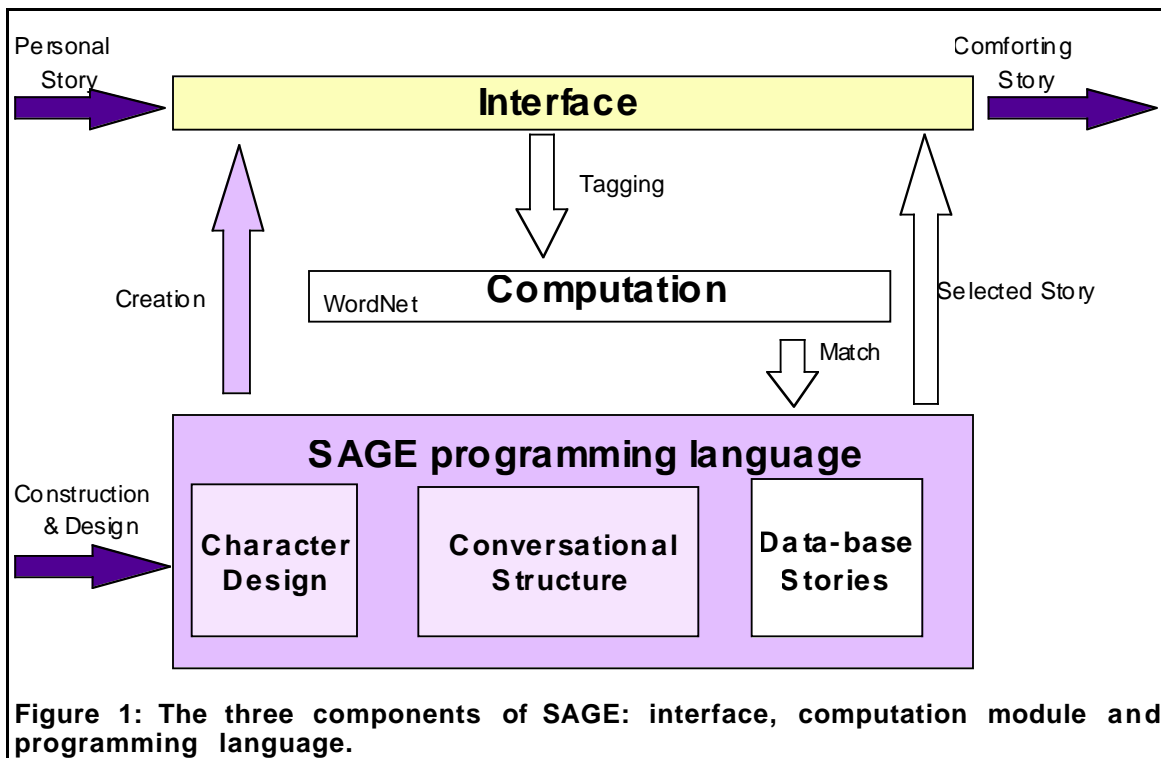 Personal
Story
Comforting
Story
Interface
Tagging
Creation
WordNet
Computation
Selected Story
Match
SAGE programming language
Construction
& Design
Character
Design
Conversational
Structure
Data-base
Stories
Figure 1: The three components of SAGE: interface, computation module and
programming language.